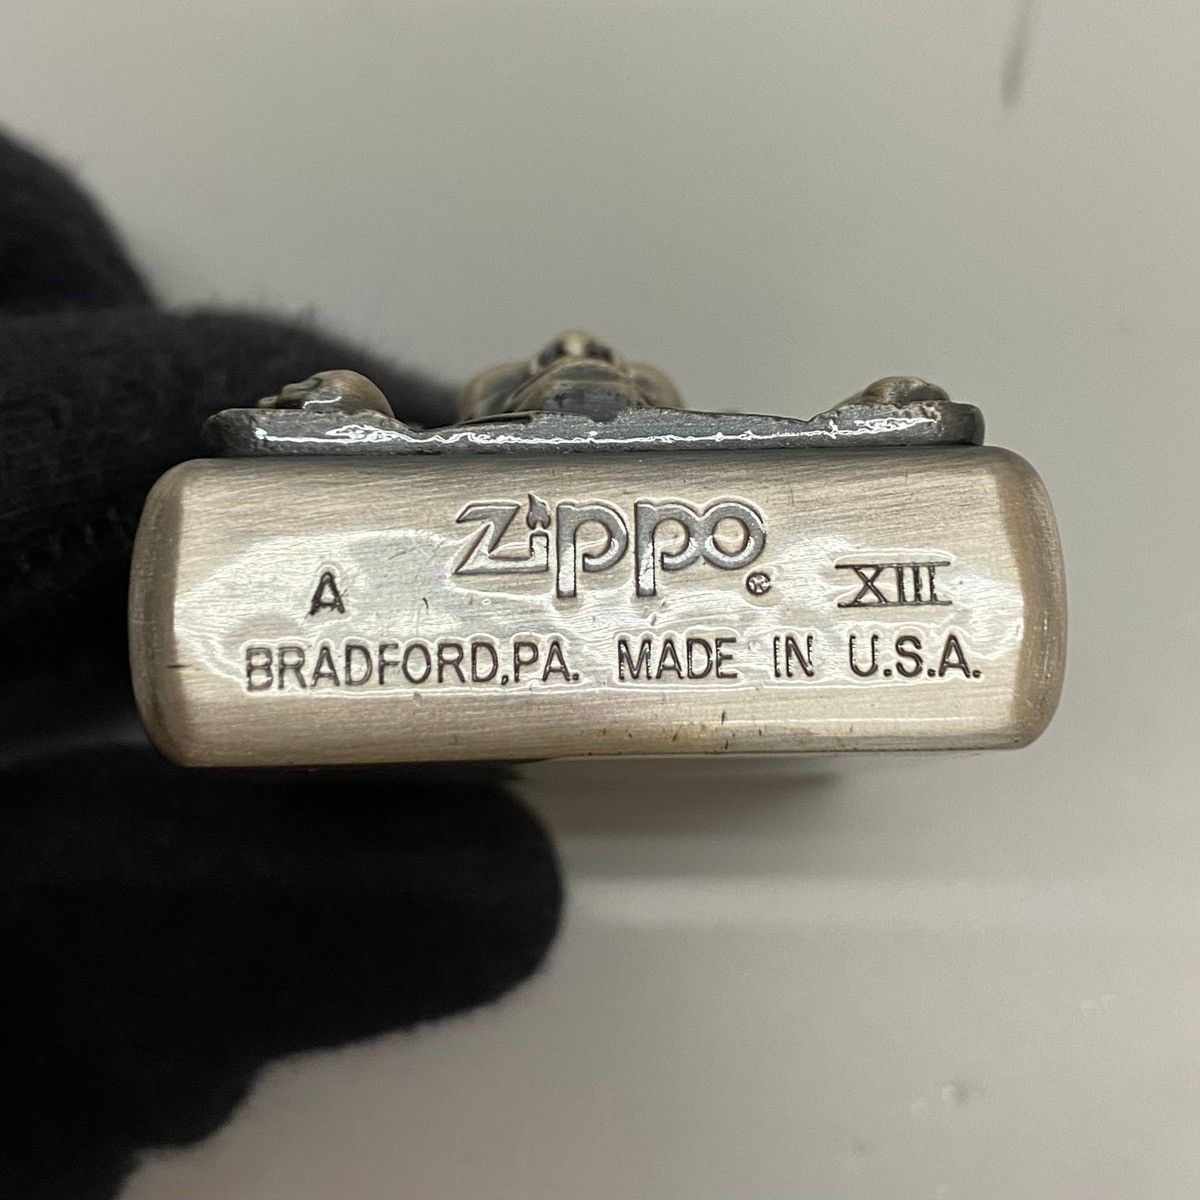 Zippo ®
A XIII
BRADFORD,PA. MADE IN U.S.A.